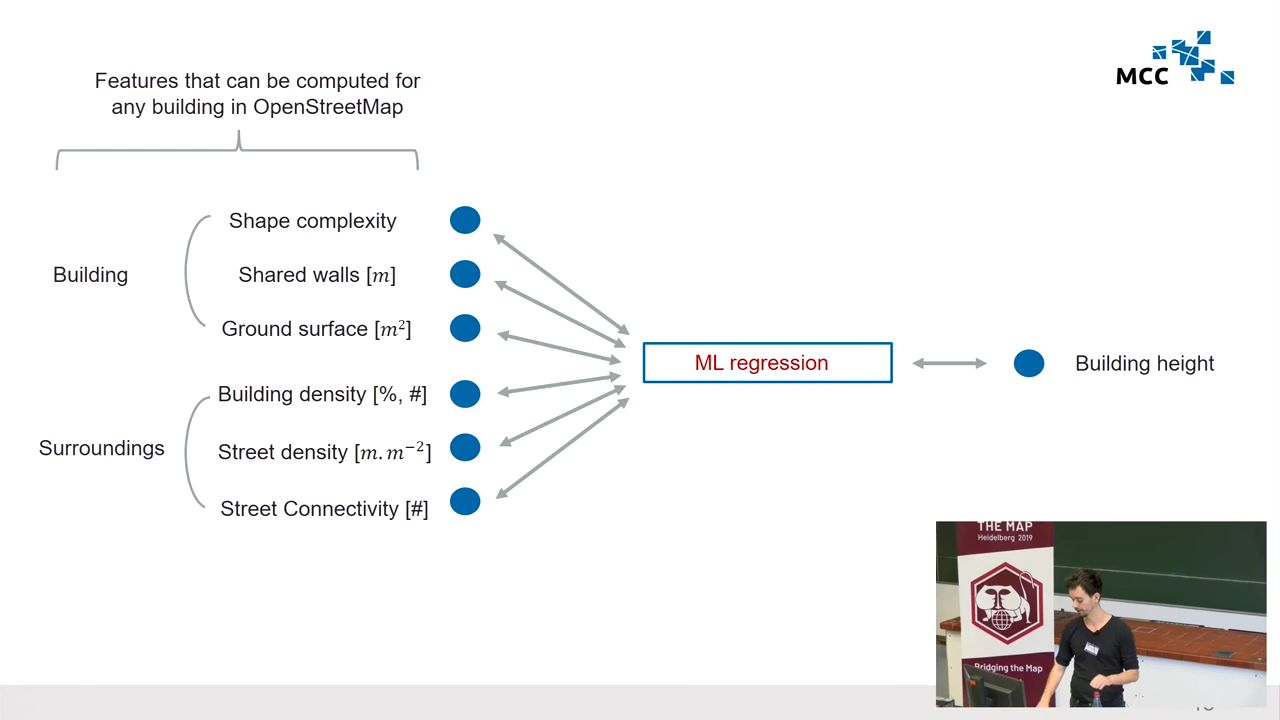 Features that can be computed for
any building in OpenStreetMap
MCC
Shape complexity
Building
Shared walls [m]
Ground surface [m²]
ML regression
Building height
Building density [%, #]
Surroundings
Street density [m.m⁻²]
Street Connectivity [#]
THE MAP
Heidelberg 2019
Bridging the Map